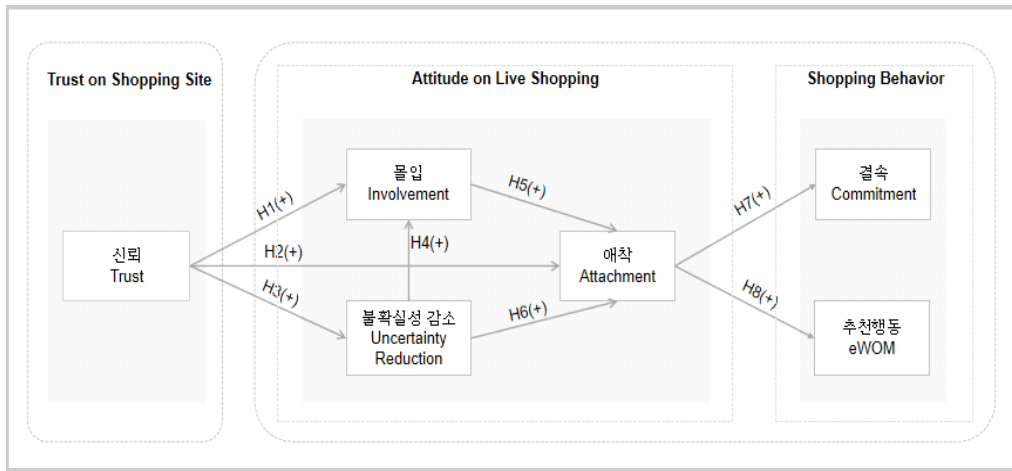 Trust on Shopping Site
Attitude on Live Shopping
Shopping Behavior
신뢰
Trust
H1(+)
H2(+)
H3(+)
몰입
Involvement
H4(+)
불확실성 감소
Uncertainty
Reduction
H5(+)
H6(+)
애착
Attachment
H7(+)
H8(+)
결속
Commitment
추천행동
eWOM